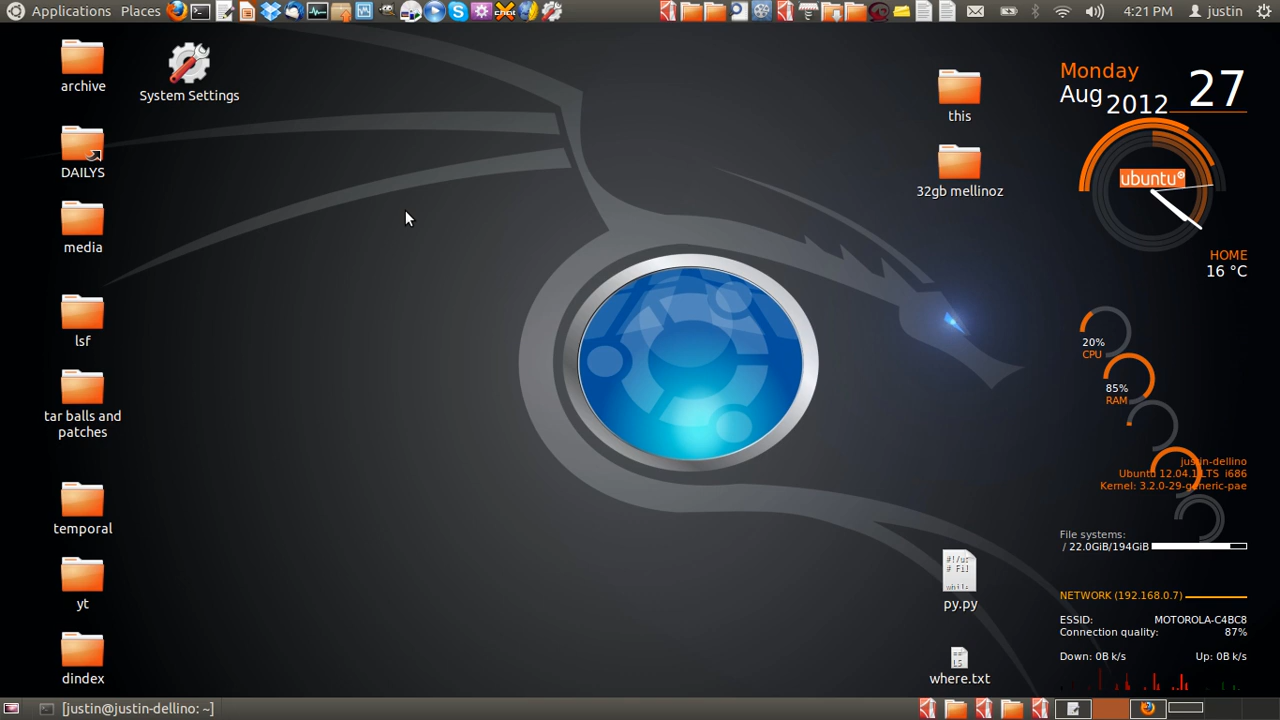 Applications Places
4:21 PM justin
archive
System Settings
DAILYS
media
lsf
tar balls and
patches
temporal
yt
dindex
this
32gb mellinoz
py.py
where.txt
Monday
Aug 2012 27
ubuntu
HOME
16 °C
20%
CPU
85%
RAM
justin-dellino
Ubuntu 12.04.1 LTS i686
Kernel: 3.2.0-29-generic-pae
File systems:
/ 22.0GiB/194GiB
NETWORK (192.168.0.7)
ESSID: MOTOROLA-C4BC8
Connection quality: 87%
Down: 0B k/s Up: 0B k/s
[justin@justin-dellino: ~]